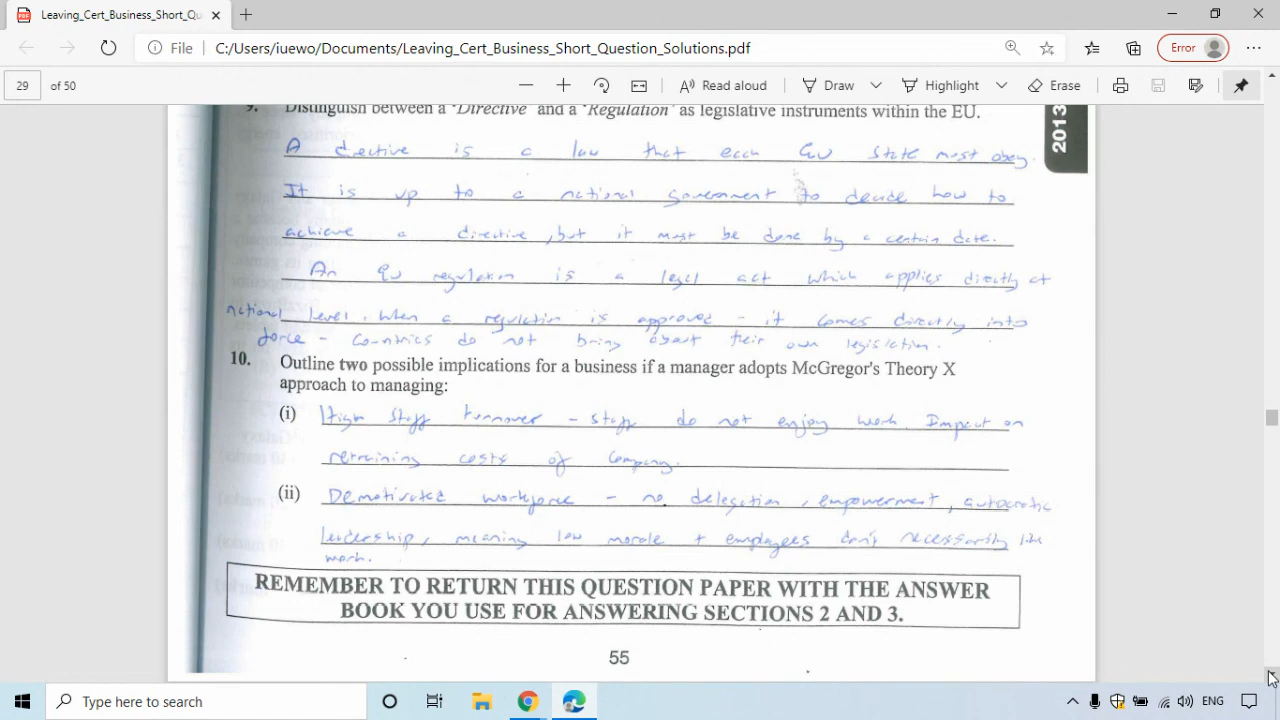 Leaving_Cert_Business_Short_Qu
File C:/Users/iuewo/Documents/Leaving_Cert_Business_Short_Question_Solutions.pdf Error
29 of 50 Read aloud Draw Highlight Erase
9. Distinguish between a 'Directive' and a 'Regulation' as legislative instruments within the EU.
2013
A directive is a law that each EU state must obey.
It is up to a national government to decide how to
achieve a directive, but it must be done by a certain date.
An EU regulation is a legal act which applies directly at
national level. When a regulation is approved - it comes directly into
force - countries do not bring about their own legislation.
10. Outline two possible implications for a business if a manager adopts McGregor's Theory X
approach to managing:
(i) High staff turnover - staff do not enjoy work. Impact on
retraining costs of company.
(ii) Demotivated workforce - no delegation, empowerment, autocratic
leadership, meaning low morale + employees don't necessarily like
work.
REMEMBER TO RETURN THIS QUESTION PAPER WITH THE ANSWER
BOOK YOU USE FOR ANSWERING SECTIONS 2 AND 3.
55
Type here to search ENG